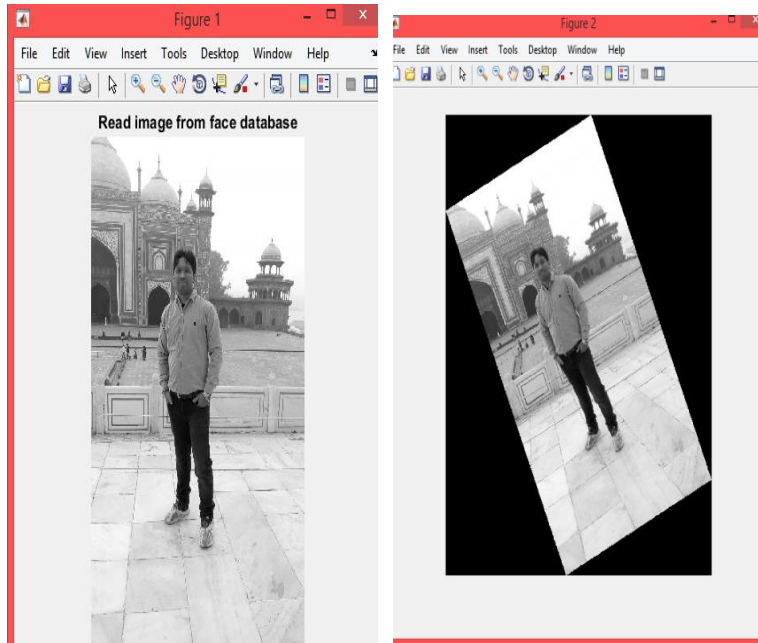 Figure 1
File Edit View Insert Tools Desktop Window Help
Read image from face database
Figure 2
File Edit View Insert Tools Desktop Window Help